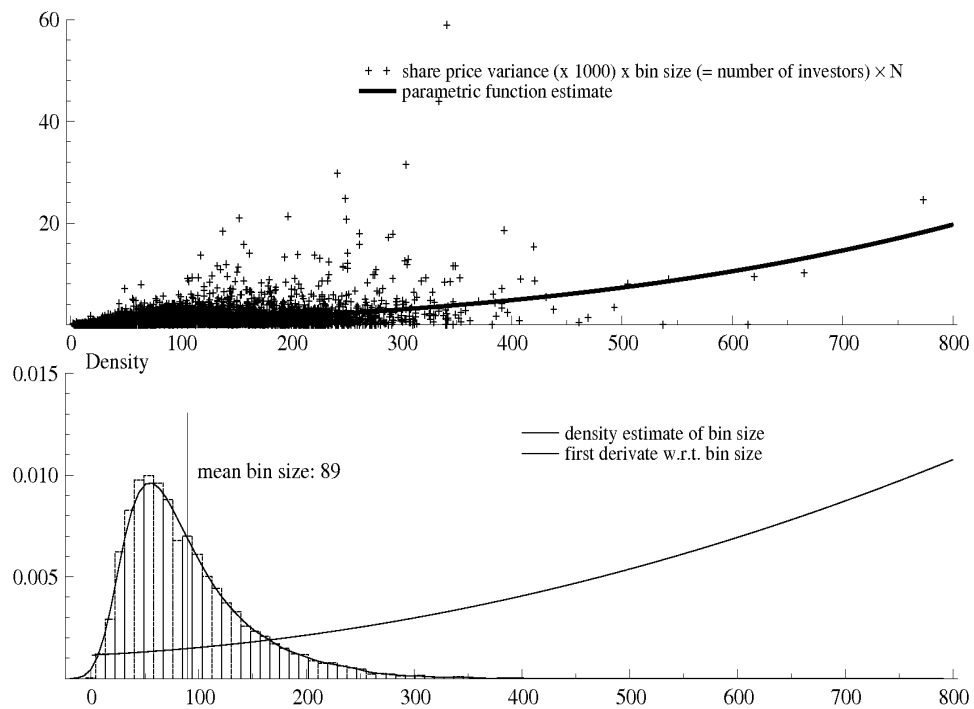 60
+ + share price variance (x 1000) x bin size (= number of investors) × N
parametric function estimate
40
20
0 100 200 300 400 500 600 700 800
Density
0.015
density estimate of bin size
first derivate w.r.t. bin size
mean bin size: 89
0.010
0.005
0 100 200 300 400 500 600 700 800